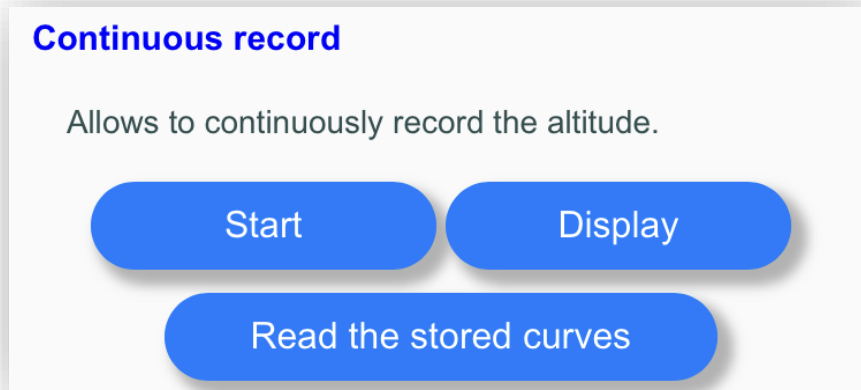 Continuous record
Allows to continuously record the altitude.
Start Display
Read the stored curves